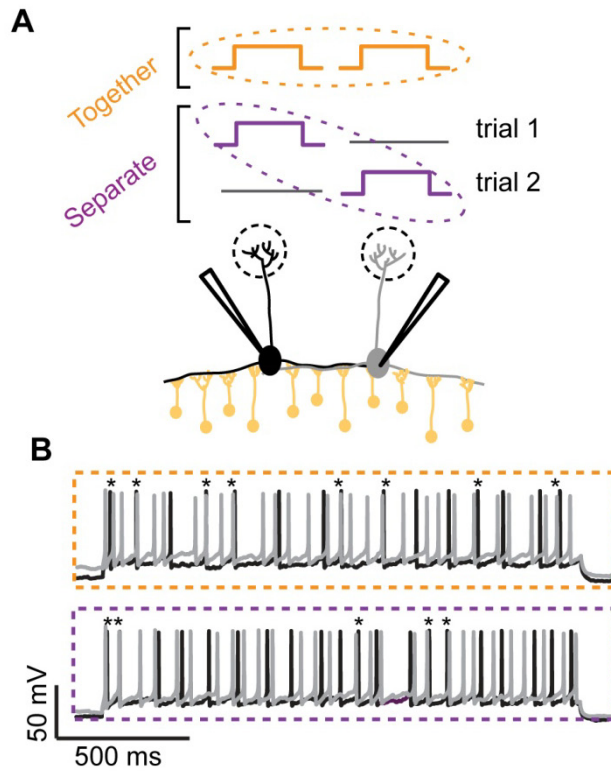 A
Together
Separate
trial 1
trial 2
B
* * * * * * * *
** * * *
50 mV
500 ms